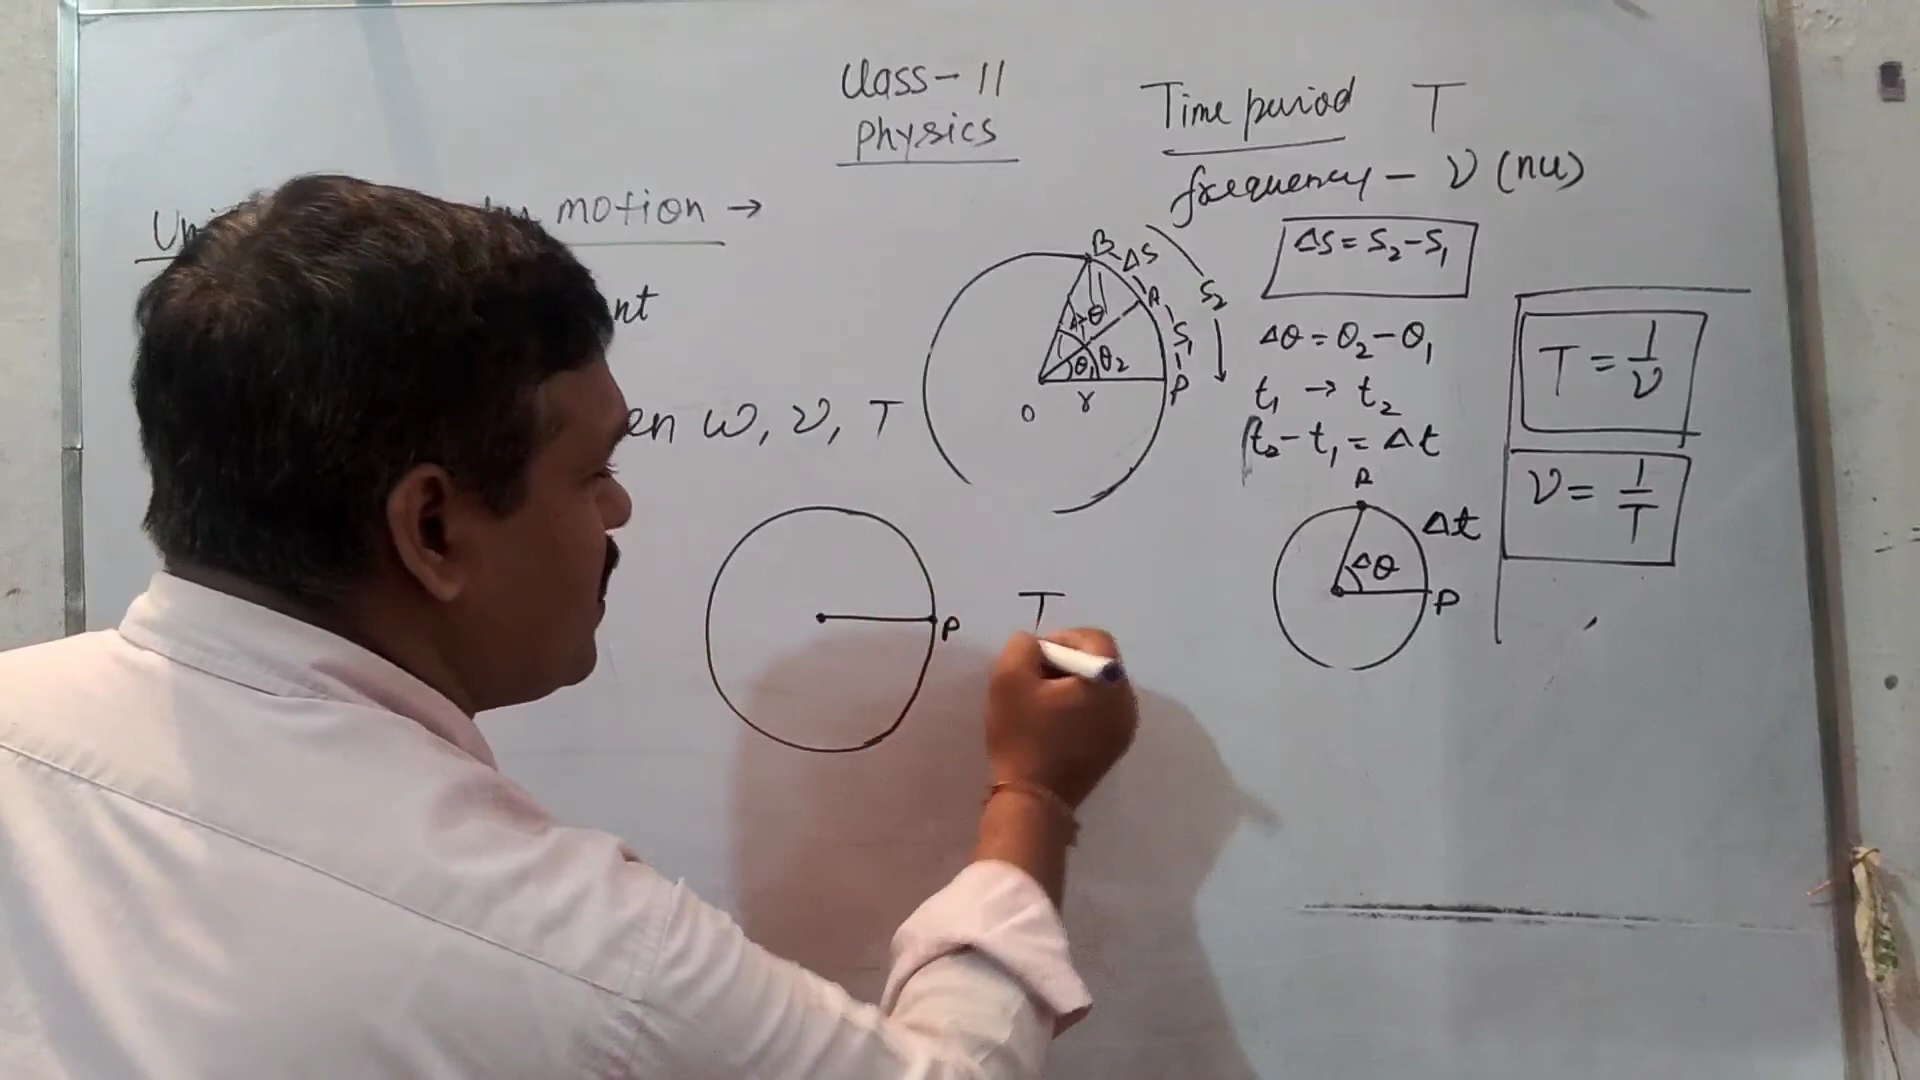 Class-11
Physics
Time period T
frequency - ν (nu)
motion →
nt
en ω, ν, T
B
ΔS
A
S₂
S₁
Δθ
θ₁ θ₂
P
O
r
ΔS = S₂-S₁
Δθ = θ₂-θ₁
t₁ → t₂
t₂-t₁ = Δt
T = 1/ν
ν = 1/T
A
Δt
Δθ
P
P
T